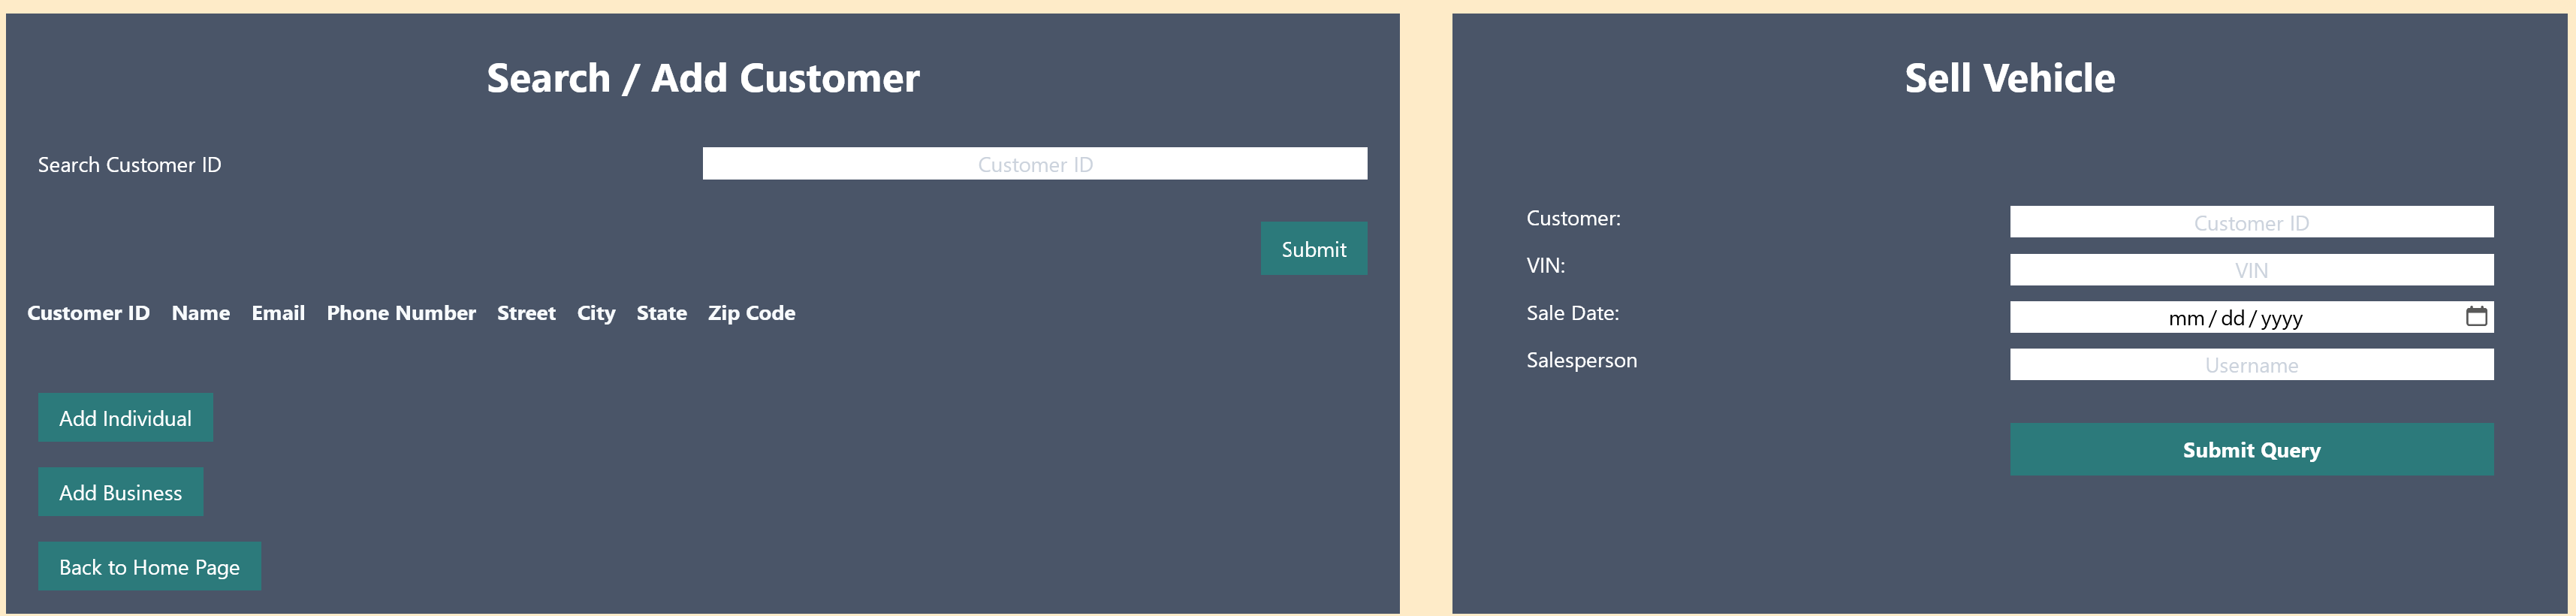 Search / Add Customer
Search Customer ID
Customer ID
Submit
Customer ID Name Email Phone Number Street City State Zip Code
Add Individual
Add Business
Back to Home Page
Sell Vehicle
Customer:
Customer ID
VIN:
VIN
Sale Date:
mm/dd/yyyy
Salesperson
Username
Submit Query